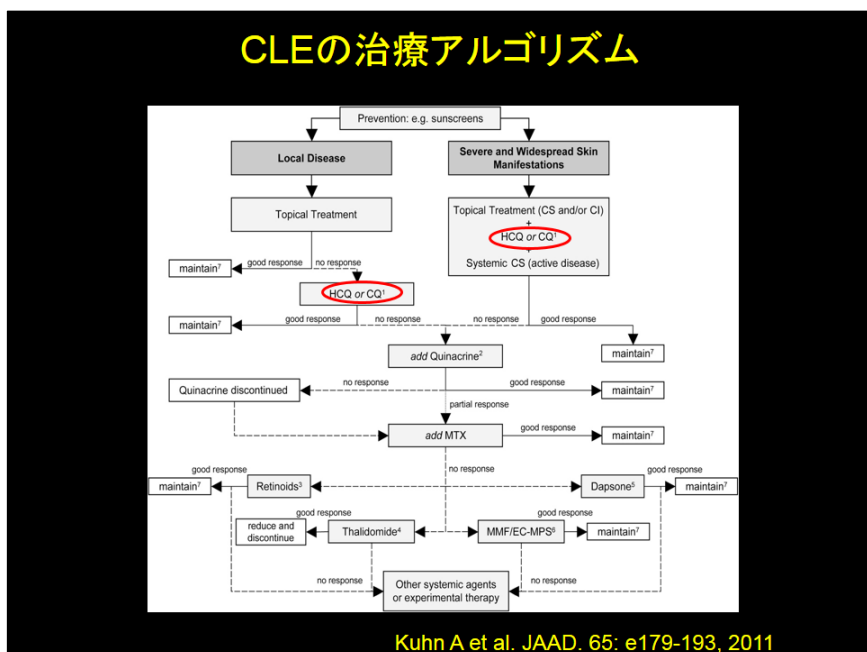 CLEの治療アルゴリズム
Prevention: e.g. sunscreens
Local Disease
Severe and Widespread Skin
Manifestations
Topical Treatment
Topical Treatment (CS and/or CI)
+
HCQ or CQ¹
+
Systemic CS (active disease)
maintain⁷
good response
no response
HCQ or CQ¹
maintain⁷
good response
no response
no response
good response
maintain⁷
add Quinacrine²
Quinacrine discontinued
no response
good response
maintain⁷
partial response
add MTX
good response
maintain⁷
no response
good response
maintain⁷
Retinoids³
Dapsone⁵
good response
maintain⁷
good response
reduce and
discontinue
Thalidomide⁴
MMF/EC-MPS⁶
good response
maintain⁷
no response
no response
no response
no response
Other systemic agents
or experimental therapy
Kuhn A et al. JAAD. 65: e179-193, 2011